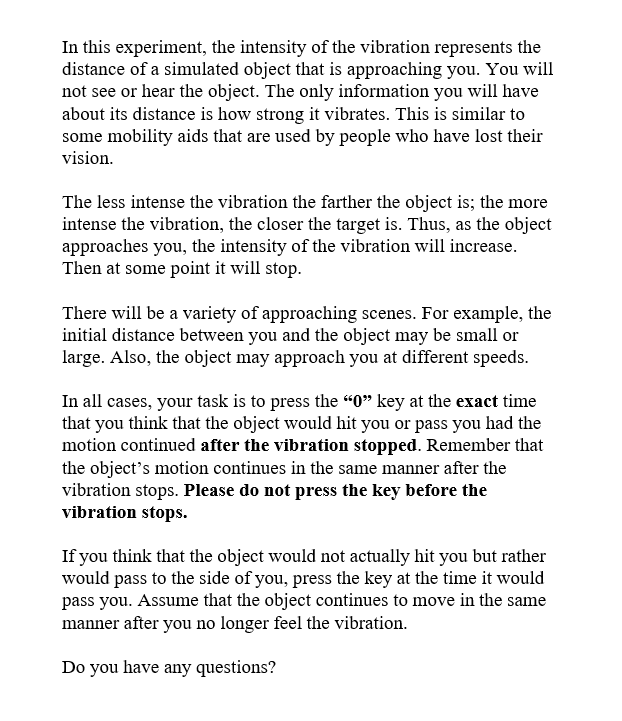 In this experiment, the intensity of the vibration represents the
distance of a simulated object that is approaching you. You will
not see or hear the object. The only information you will have
about its distance is how strong it vibrates. This is similar to
some mobility aids that are used by people who have lost their
vision.
The less intense the vibration the farther the object is; the more
intense the vibration, the closer the target is. Thus, as the object
approaches you, the intensity of the vibration will increase.
Then at some point it will stop.
There will be a variety of approaching scenes. For example, the
initial distance between you and the object may be small or
large. Also, the object may approach you at different speeds.
In all cases, your task is to press the “0” key at the exact time
that you think that the object would hit you or pass you had the
motion continued after the vibration stopped. Remember that
the object’s motion continues in the same manner after the
vibration stops. Please do not press the key before the
vibration stops.
If you think that the object would not actually hit you but rather
would pass to the side of you, press the key at the time it would
pass you. Assume that the object continues to move in the same
manner after you no longer feel the vibration.
Do you have any questions?